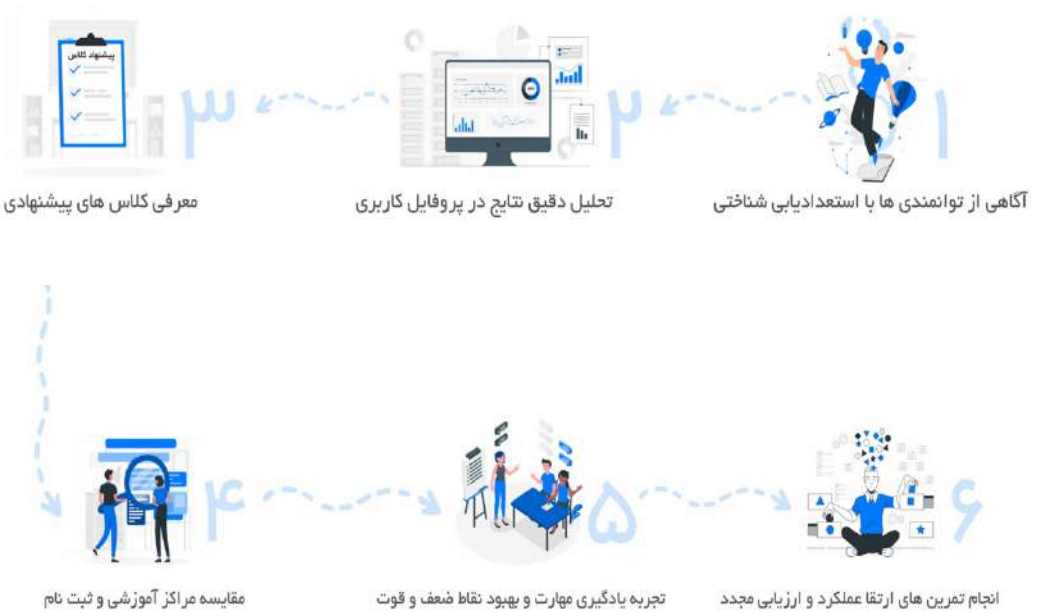 ۱
آگاهی از توانمندی ها با استعدادیابی شناختی
۲
تحلیل دقیق نتایج در پروفایل کاربری
۳
پیشنهاد کلاس
معرفی کلاس های پیشنهادی
۴
مقایسه مراکز آموزشی و ثبت نام
۵
تجربه یادگیری مهارت و بهبود نقاط ضعف و قوت
۶
انجام تمرین های ارتقا عملکرد و ارزیابی مجدد